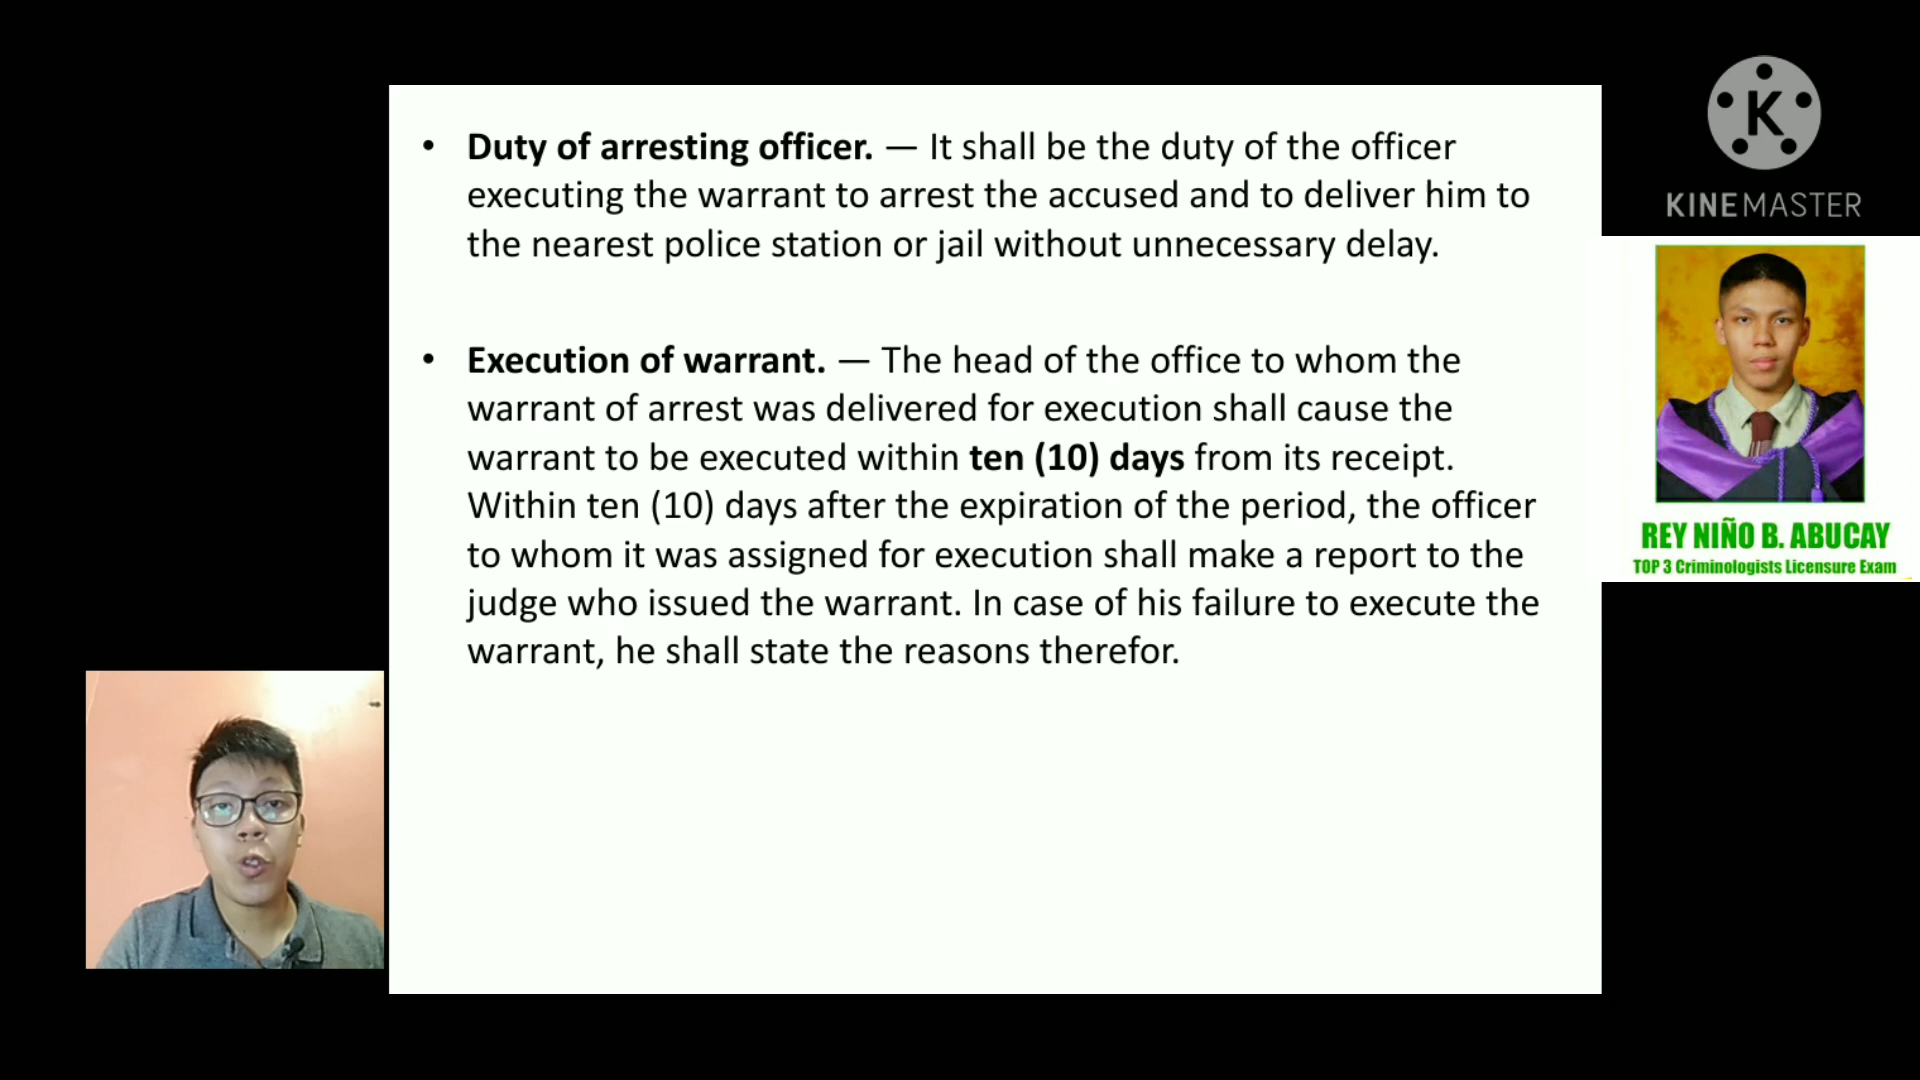 • Duty of arresting officer. — It shall be the duty of the officer
executing the warrant to arrest the accused and to deliver him to
the nearest police station or jail without unnecessary delay.
• Execution of warrant. — The head of the office to whom the
warrant of arrest was delivered for execution shall cause the
warrant to be executed within ten (10) days from its receipt.
Within ten (10) days after the expiration of the period, the officer
to whom it was assigned for execution shall make a report to the
judge who issued the warrant. In case of his failure to execute the
warrant, he shall state the reasons therefor.
K
KINEMASTER
REY NIÑO B. ABUCAY
TOP 3 Criminologists Licensure Exam